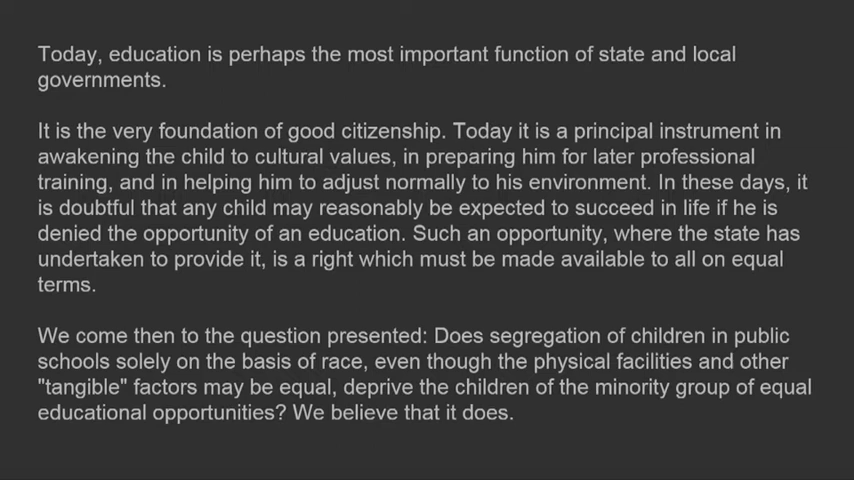 Today, education is perhaps the most important function of state and local
governments.
It is the very foundation of good citizenship. Today it is a principal instrument in
awakening the child to cultural values, in preparing him for later professional
training, and in helping him to adjust normally to his environment. In these days, it
is doubtful that any child may reasonably be expected to succeed in life if he is
denied the opportunity of an education. Such an opportunity, where the state has
undertaken to provide it, is a right which must be made available to all on equal
terms.
We come then to the question presented: Does segregation of children in public
schools solely on the basis of race, even though the physical facilities and other
"tangible" factors may be equal, deprive the children of the minority group of equal
educational opportunities? We believe that it does.